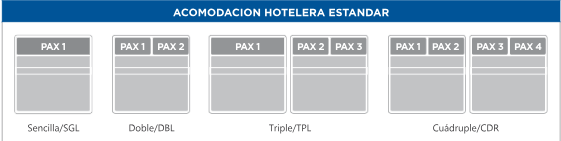 ACOMODACION HOTELERA ESTANDAR
PAX 1 PAX 1 PAX 2 PAX 1 PAX 2 PAX 3 PAX 1 PAX 2 PAX 3 PAX 4
Sencilla/SGL Doble/DBL Triple/TPL Cuádruple/CDR